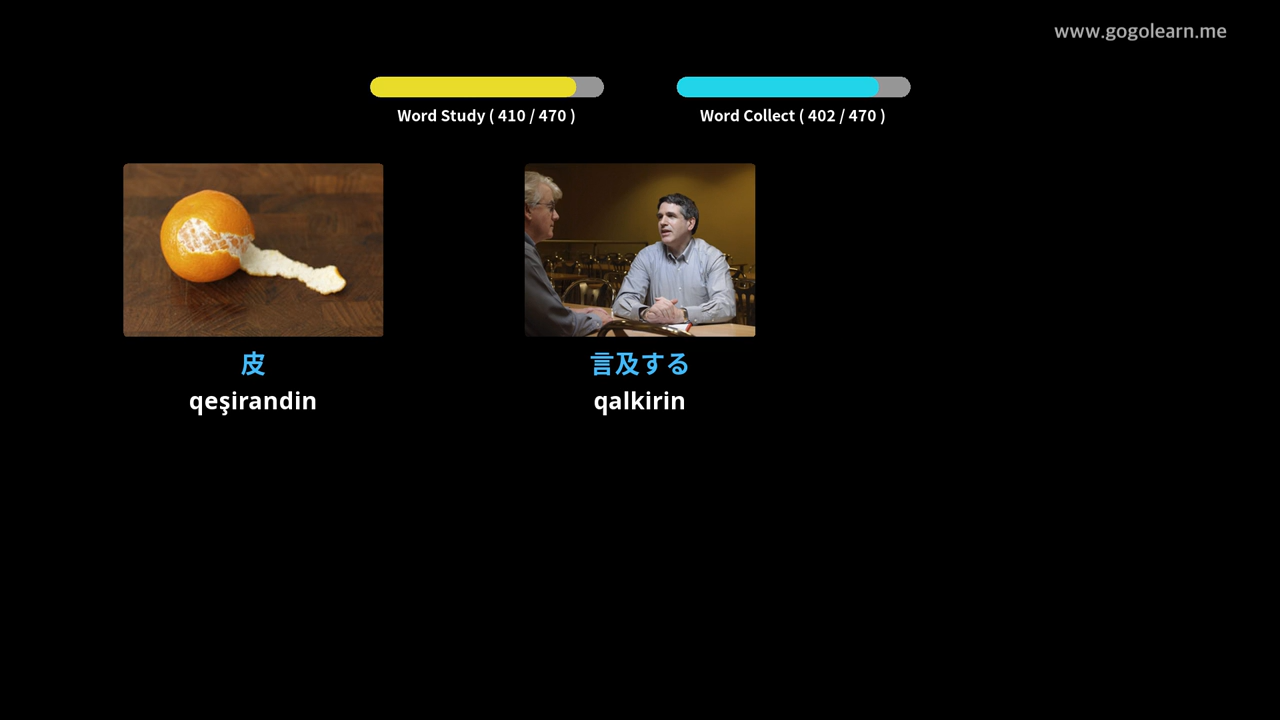 www.gogolearn.me
Word Study ( 410 / 470 )
Word Collect ( 402 / 470 )
皮
qeşirandin
言及する
qalkirin